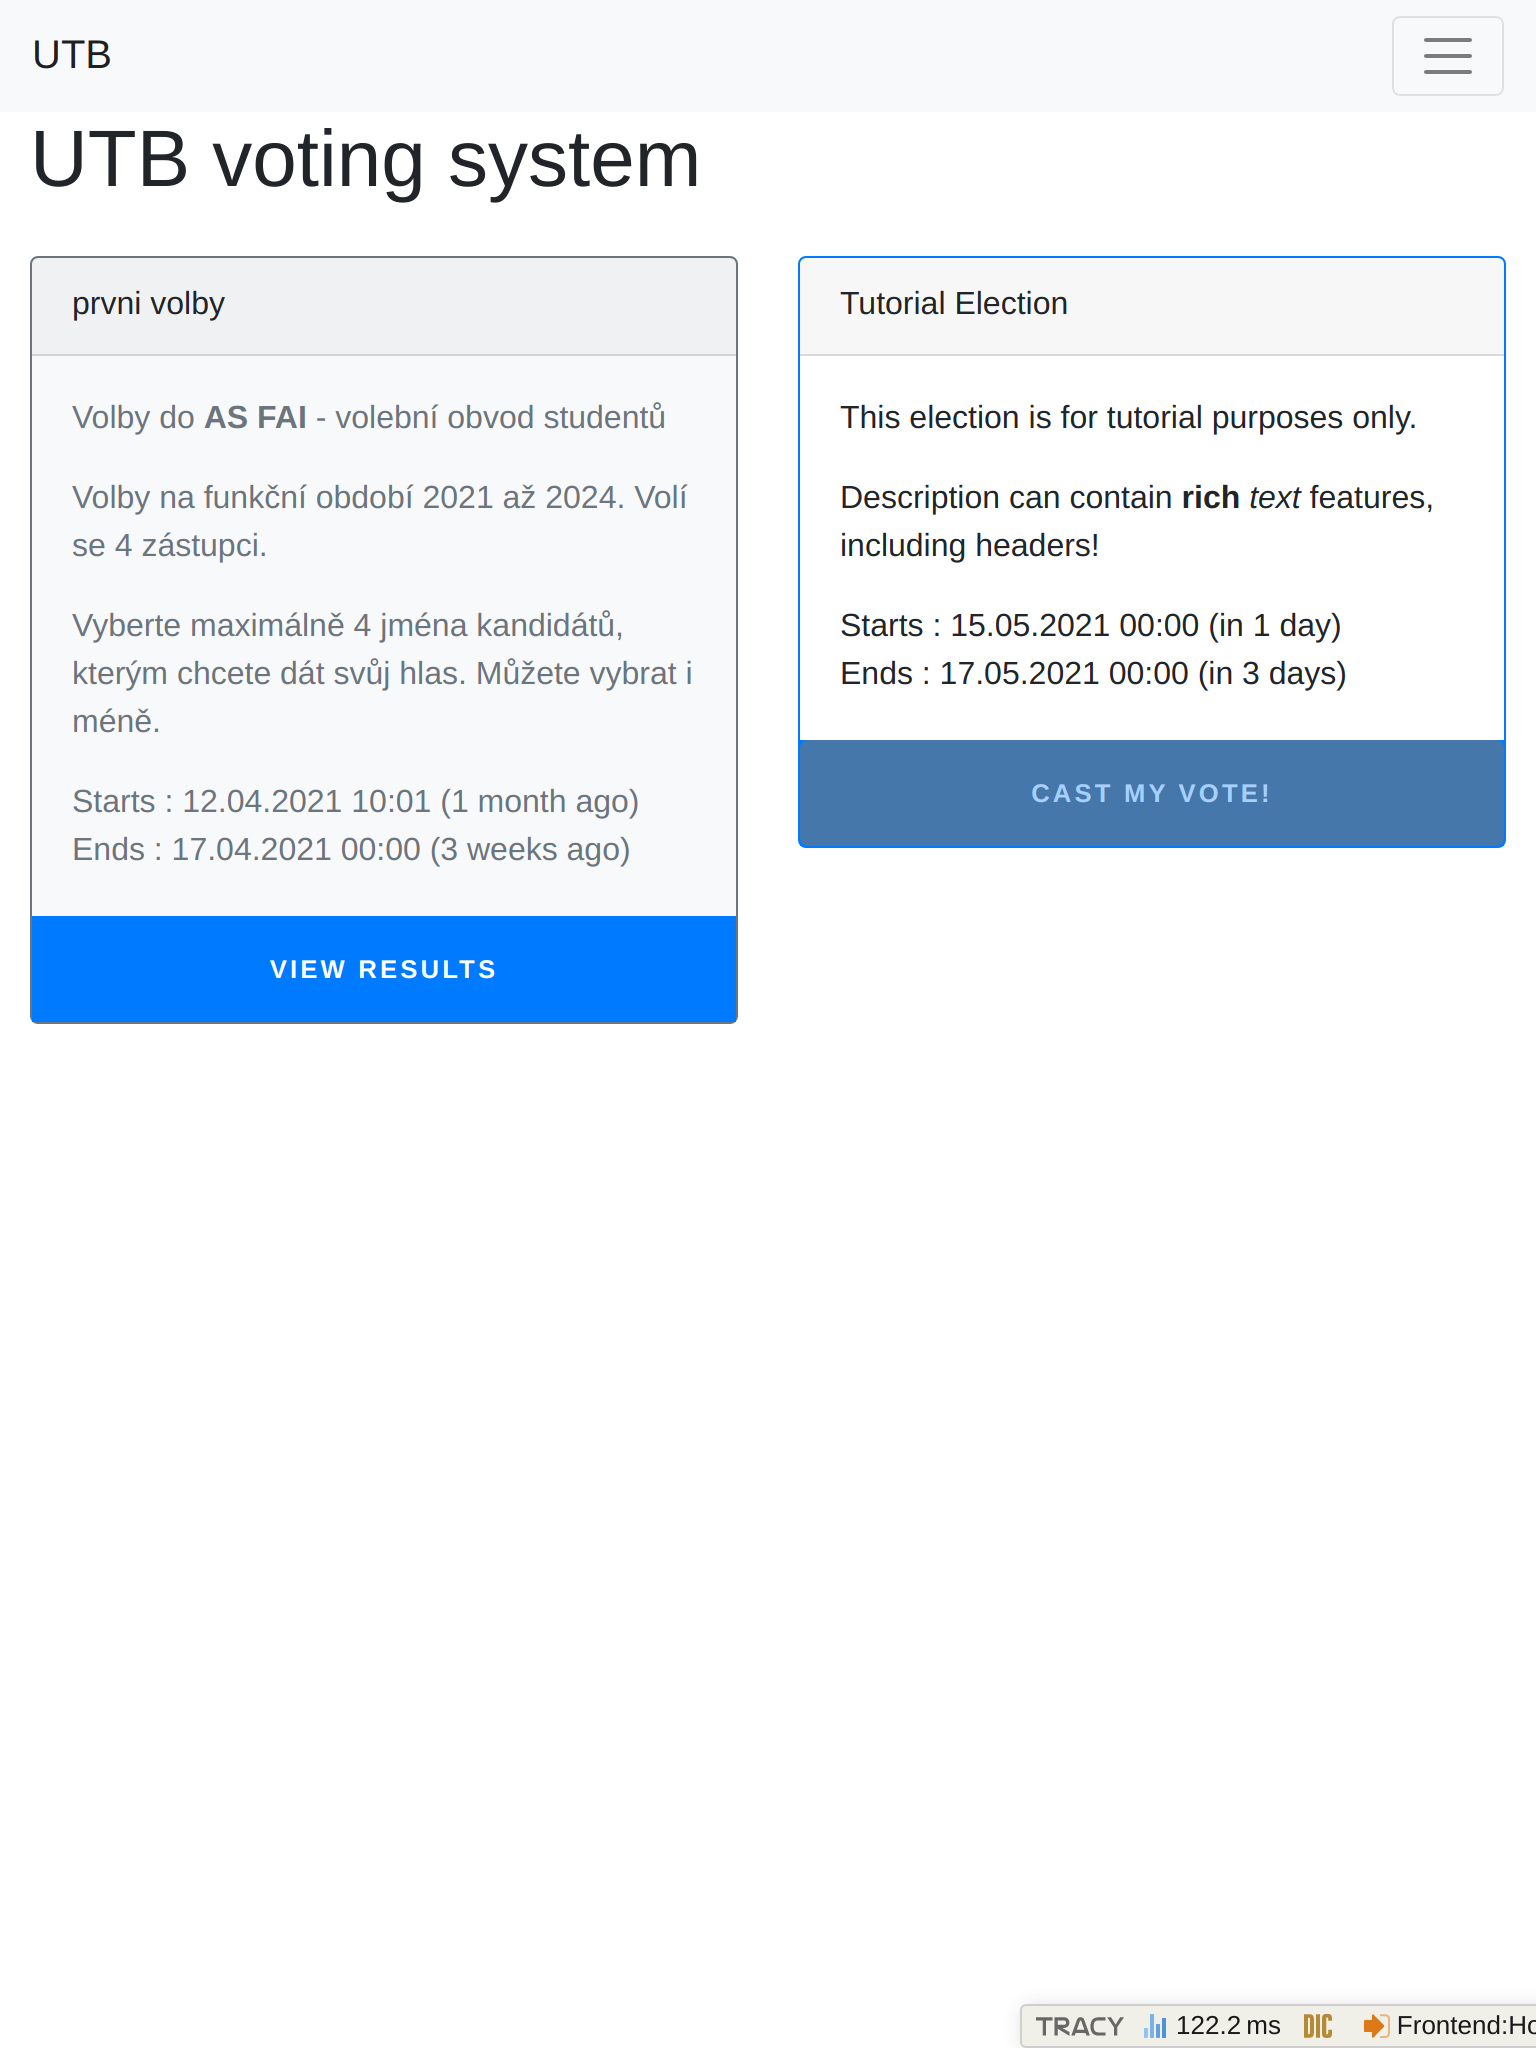 UTB
UTB voting system
prvni volby
Volby do AS FAI - volební obvod studentů
Volby na funkční období 2021 až 2024. Volí
se 4 zástupci.
Vyberte maximálně 4 jména kandidátů,
kterým chcete dát svůj hlas. Můžete vybrat i
méně.
Starts : 12.04.2021 10:01 (1 month ago)
Ends : 17.04.2021 00:00 (3 weeks ago)
VIEW RESULTS
Tutorial Election
This election is for tutorial purposes only.
Description can contain rich text features,
including headers!
Starts : 15.05.2021 00:00 (in 1 day)
Ends : 17.05.2021 00:00 (in 3 days)
CAST MY VOTE!
TRACY 122.2 ms DIC Frontend:Ho